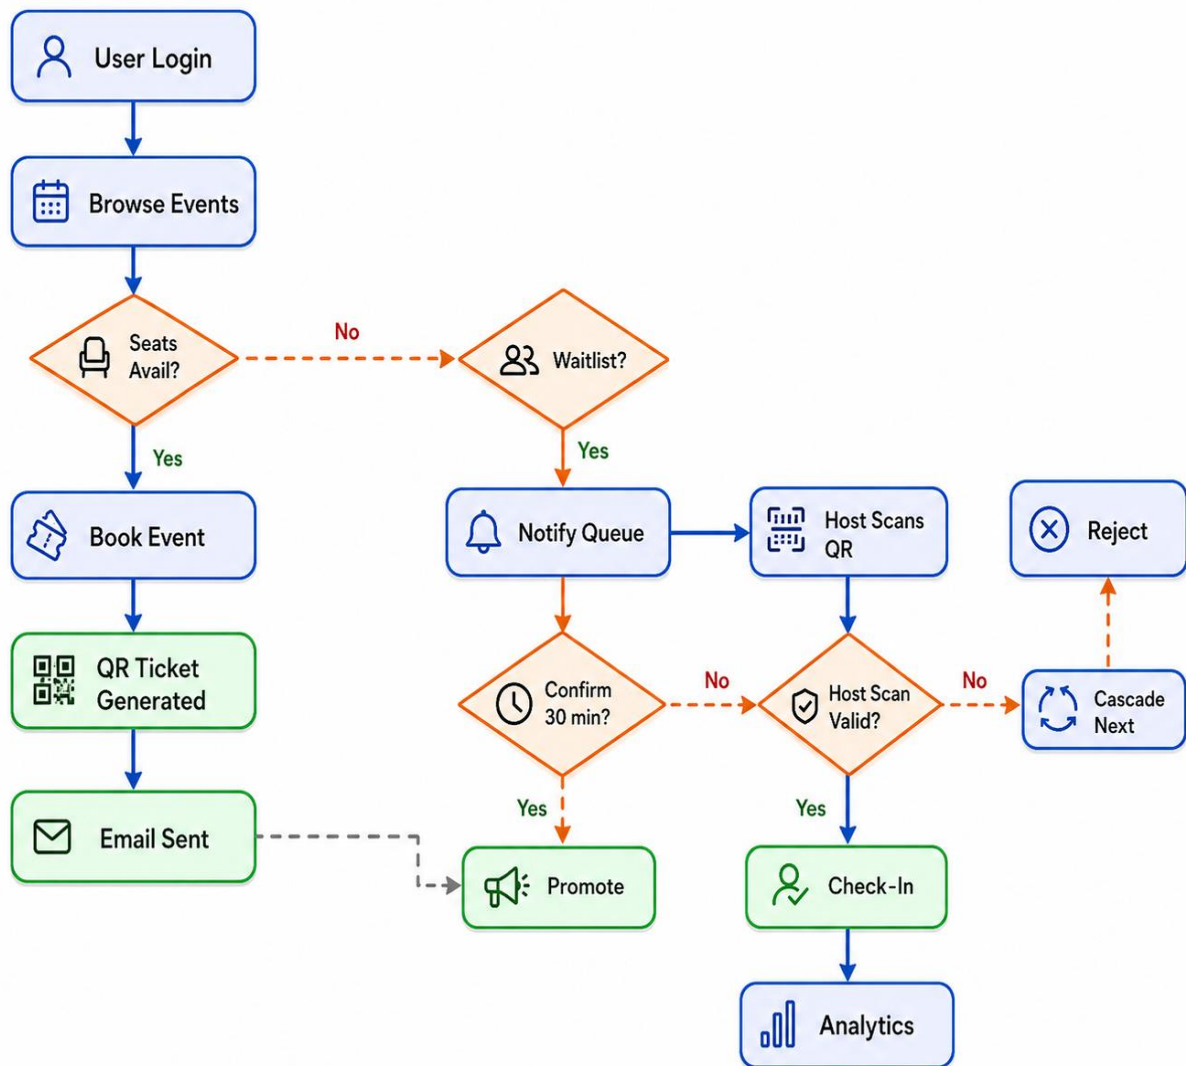 User Login
Browse Events
Seats
Avail?
No
Waitlist?
Yes
Yes
Book Event
Notify Queue
Host Scans
QR
Reject
QR Ticket
Generated
Confirm
30 min?
No
Host Scan
Valid?
No
Cascade
Next
Email Sent
Yes
Yes
Promote
Check-In
Analytics